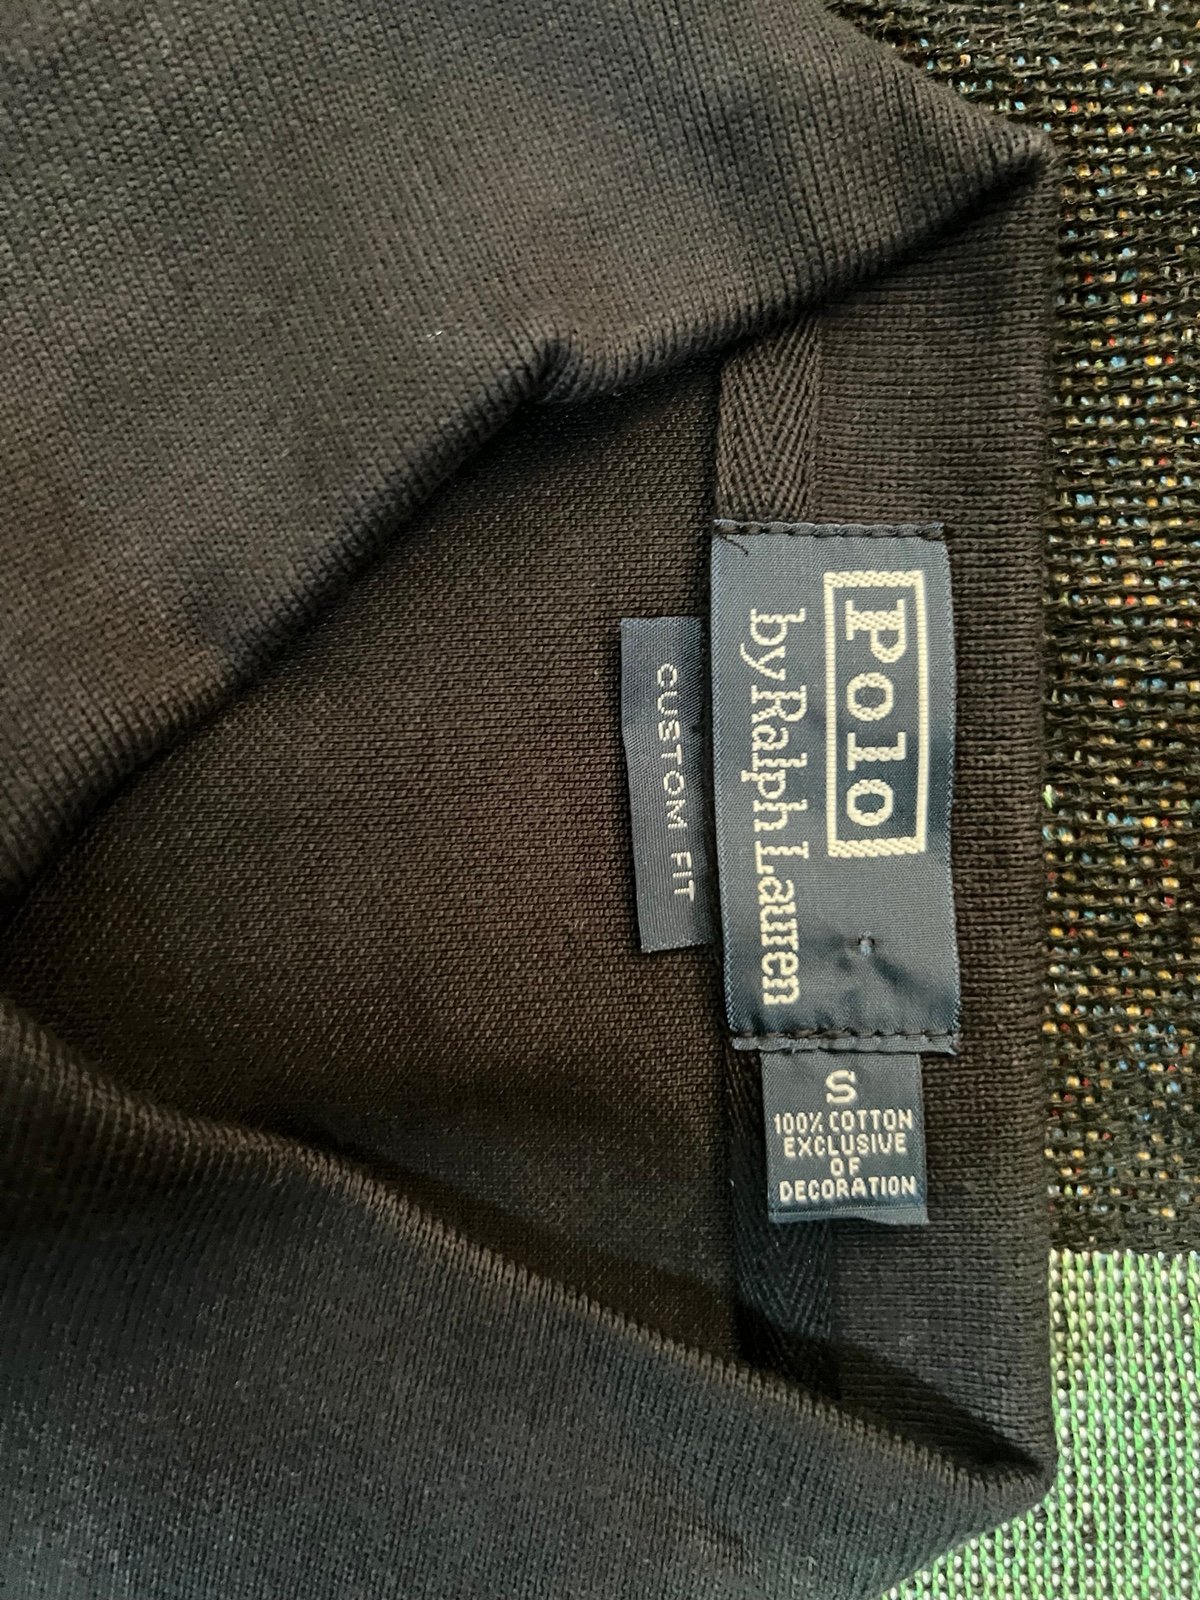 POLO
by Ralph Lauren
CUSTOM FIT
S
100% COTTON
EXCLUSIVE
OF
DECORATION